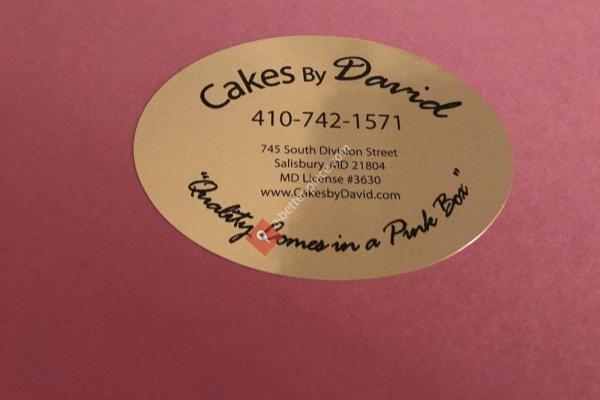 Cakes By David
410-742-1571
745 South Division Street
Salisbury, MD 21804
MD License #3630
www.CakesbyDavid.com
"Quality Comes in a Pink Box"